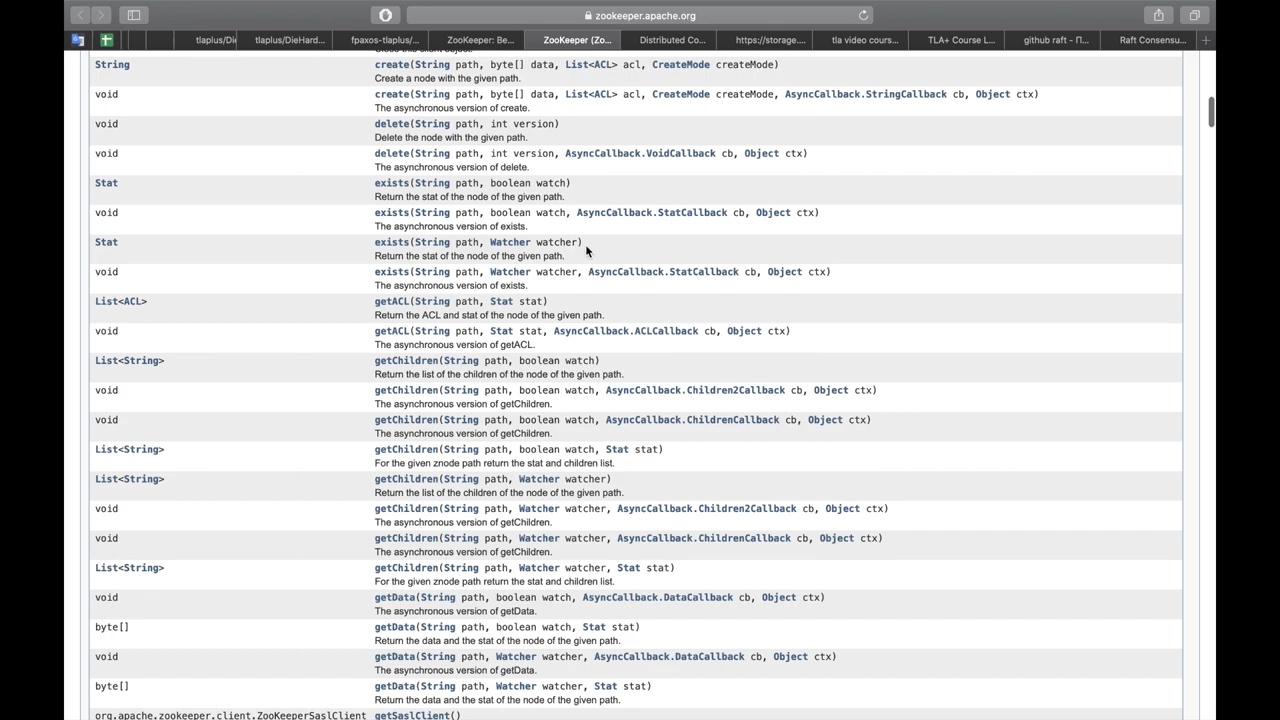 zookeeper.apache.org
tlaplus/Die
tlaplus/DieHard...
fpaxos-tlaplus/...
ZooKeeper: Be...
ZooKeeper (Zo...
Distributed Co...
https://storage....
tla video cours...
TLA+ Course L...
github raft - П...
Raft Consensu...
String create(String path, byte[] data, List<ACL> acl, CreateMode createMode)
Create a node with the given path.
void create(String path, byte[] data, List<ACL> acl, CreateMode createMode, AsyncCallback.StringCallback cb, Object ctx)
The asynchronous version of create.
void delete(String path, int version)
Delete the node with the given path.
void delete(String path, int version, AsyncCallback.VoidCallback cb, Object ctx)
The asynchronous version of delete.
Stat exists(String path, boolean watch)
Return the stat of the node of the given path.
void exists(String path, boolean watch, AsyncCallback.StatCallback cb, Object ctx)
The asynchronous version of exists.
Stat exists(String path, Watcher watcher)
Return the stat of the node of the given path.
void exists(String path, Watcher watcher, AsyncCallback.StatCallback cb, Object ctx)
The asynchronous version of exists.
List<ACL> getACL(String path, Stat stat)
Return the ACL and stat of the node of the given path.
void getACL(String path, Stat stat, AsyncCallback.ACLCallback cb, Object ctx)
The asynchronous version of getACL.
List<String> getChildren(String path, boolean watch)
Return the list of the children of the node of the given path.
void getChildren(String path, boolean watch, AsyncCallback.Children2Callback cb, Object ctx)
The asynchronous version of getChildren.
void getChildren(String path, boolean watch, AsyncCallback.ChildrenCallback cb, Object ctx)
The asynchronous version of getChildren.
List<String> getChildren(String path, boolean watch, Stat stat)
For the given znode path return the stat and children list.
List<String> getChildren(String path, Watcher watcher)
Return the list of the children of the node of the given path.
void getChildren(String path, Watcher watcher, AsyncCallback.Children2Callback cb, Object ctx)
The asynchronous version of getChildren.
void getChildren(String path, Watcher watcher, AsyncCallback.ChildrenCallback cb, Object ctx)
The asynchronous version of getChildren.
List<String> getChildren(String path, Watcher watcher, Stat stat)
For the given znode path return the stat and children list.
void getData(String path, boolean watch, AsyncCallback.DataCallback cb, Object ctx)
The asynchronous version of getData.
byte[] getData(String path, boolean watch, Stat stat)
Return the data and the stat of the node of the given path.
void getData(String path, Watcher watcher, AsyncCallback.DataCallback cb, Object ctx)
The asynchronous version of getData.
byte[] getData(String path, Watcher watcher, Stat stat)
Return the data and the stat of the node of the given path.
org.apache.zookeeper.client.ZooKeeperSaslClient getSaslClient()